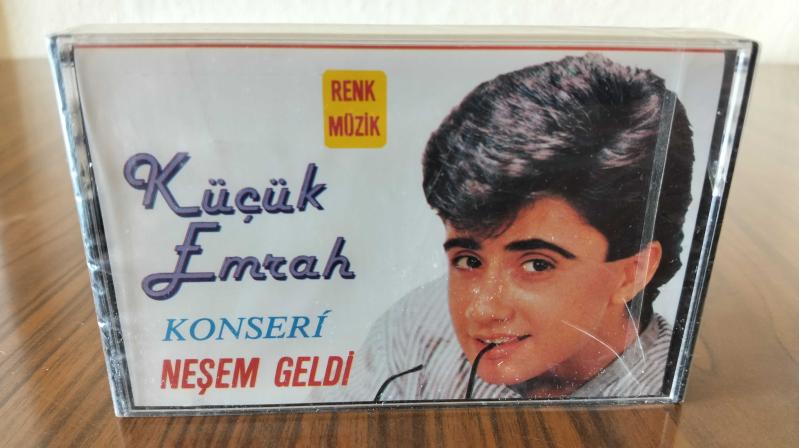 RENK
MÜZİK
Küçük
Emrah
KONSERİ
NEŞEM GELDİ